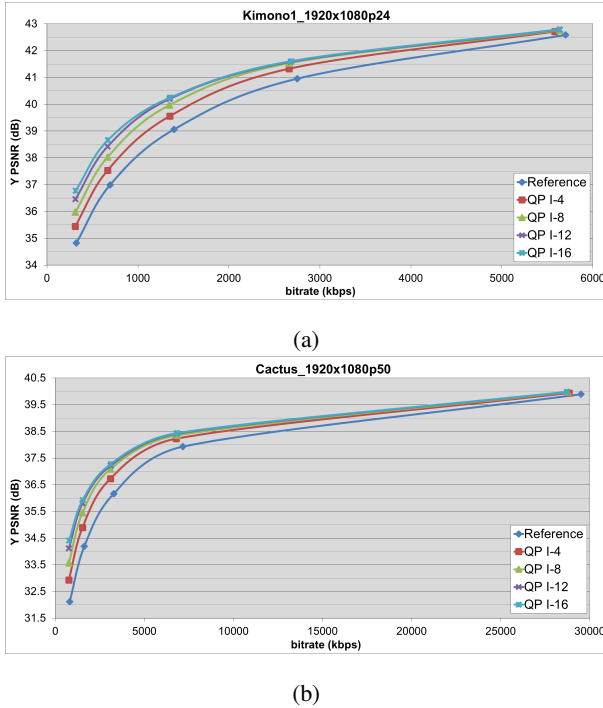 Kimono1_1920x1080p24
43
42
41
40
39
38
37
36
35
34
Y PSNR (dB)
0 1000 2000 3000 4000 5000 6000
bitrate (kbps)
Reference
QP I-4
QP I-8
QP I-12
QP I-16
(a)
Cactus_1920x1080p50
40.5
39.5
38.5
37.5
36.5
35.5
34.5
33.5
32.5
31.5
Y PSNR (dB)
0 5000 10000 15000 20000 25000 30000
bitrate (kbps)
Reference
QP I-4
QP I-8
QP I-12
QP I-16
(b)